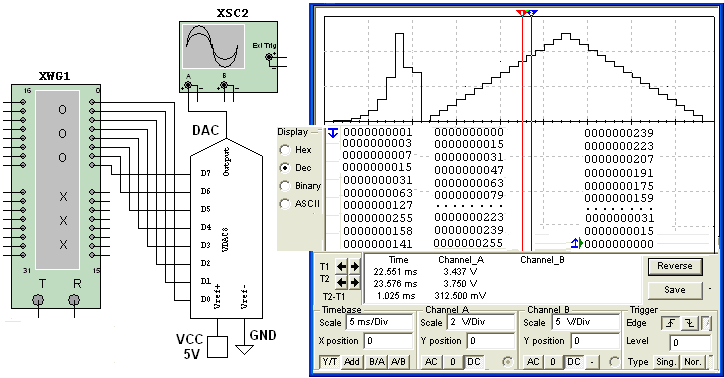 XSC2
Ext Trig
A B
XWG1
16 0
O
O
O
X
X
X
31 15
T R
DAC
Output
VDAC8
D7
D6
D5
D4
D3
D2
D1
D0
Vref+
Vref-
VCC
5V
GND
Display
Hex
Dec
Binary
ASCII
0000000001 0000000000 0000000239
0000000003 0000000015 0000000223
0000000007 0000000031 0000000207
0000000015 0000000047 0000000191
0000000031 0000000063 0000000175
0000000063 0000000079 0000000159
0000000127 . . . . . . . . . . . . . . . .
0000000255 0000000223 0000000031
0000000158 0000000239 0000000015
0000000141 0000000255 0000000000
Time Channel_A Channel_B
T1 22.551 ms 3.437 V
T2 23.576 ms 3.750 V
T2-T1 1.025 ms 312.500 mV
Reverse
Save
Timebase
Scale 5 ms/Div
X position 0
Y/T Add B/A A/B
Channel A
Scale 2 V/Div
Y position 0
AC 0 DC
Channel B
Scale 5 V/Div
Y position 0
AC 0 DC -
Trigger
Edge
Level 0
Type Sing. Nor.